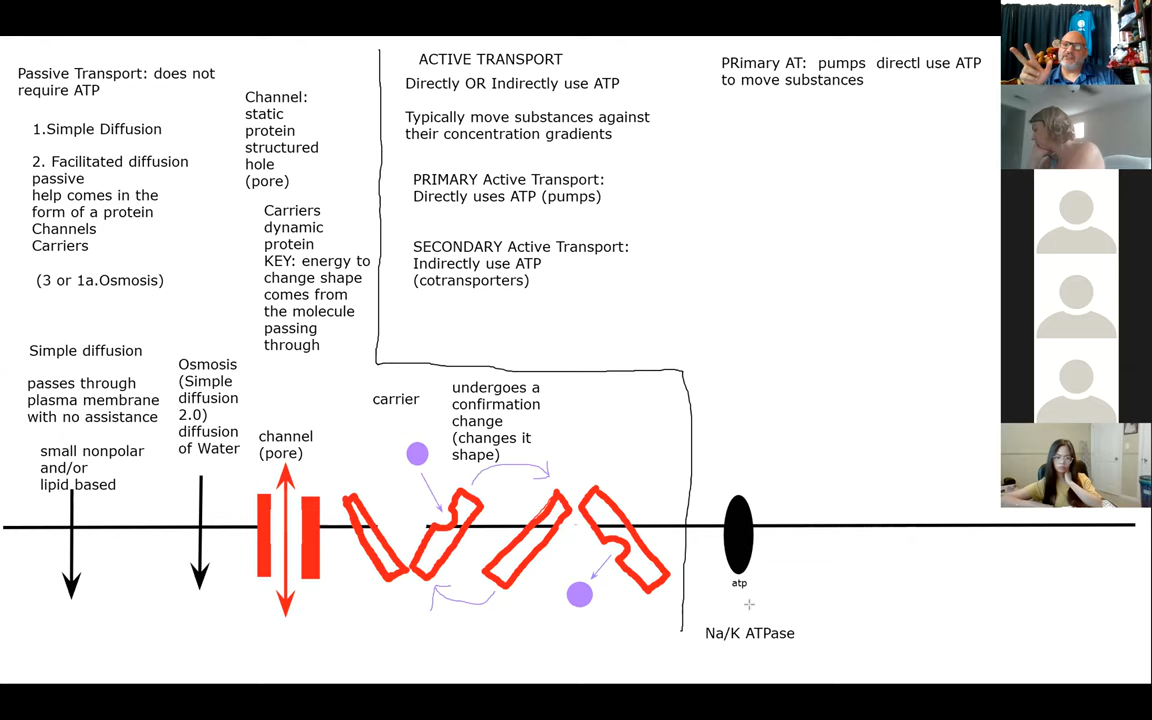 Passive Transport: does not
require ATP
1.Simple Diffusion
2. Facilitated diffusion
passive
help comes in the
form of a protein
Channels
Carriers
(3 or 1a.Osmosis)
Channel:
static
protein
structured
hole
(pore)
Carriers
dynamic
protein
KEY: energy to
change shape
comes from
the molecule
passing
through
ACTIVE TRANSPORT
Directly OR Indirectly use ATP
Typically move substances against
their concentration gradients
PRIMARY Active Transport:
Directly uses ATP (pumps)
SECONDARY Active Transport:
Indirectly use ATP
(cotransporters)
PRimary AT:  pumps  directl use ATP
to move substances
Simple diffusion
passes through
plasma membrane
with no assistance
small nonpolar
and/or
lipid based
Osmosis
(Simple
diffusion
2.0)
diffusion
of Water
channel
(pore)
carrier
undergoes a
confirmation
change
(changes it
shape)
atp
Na/K ATPase